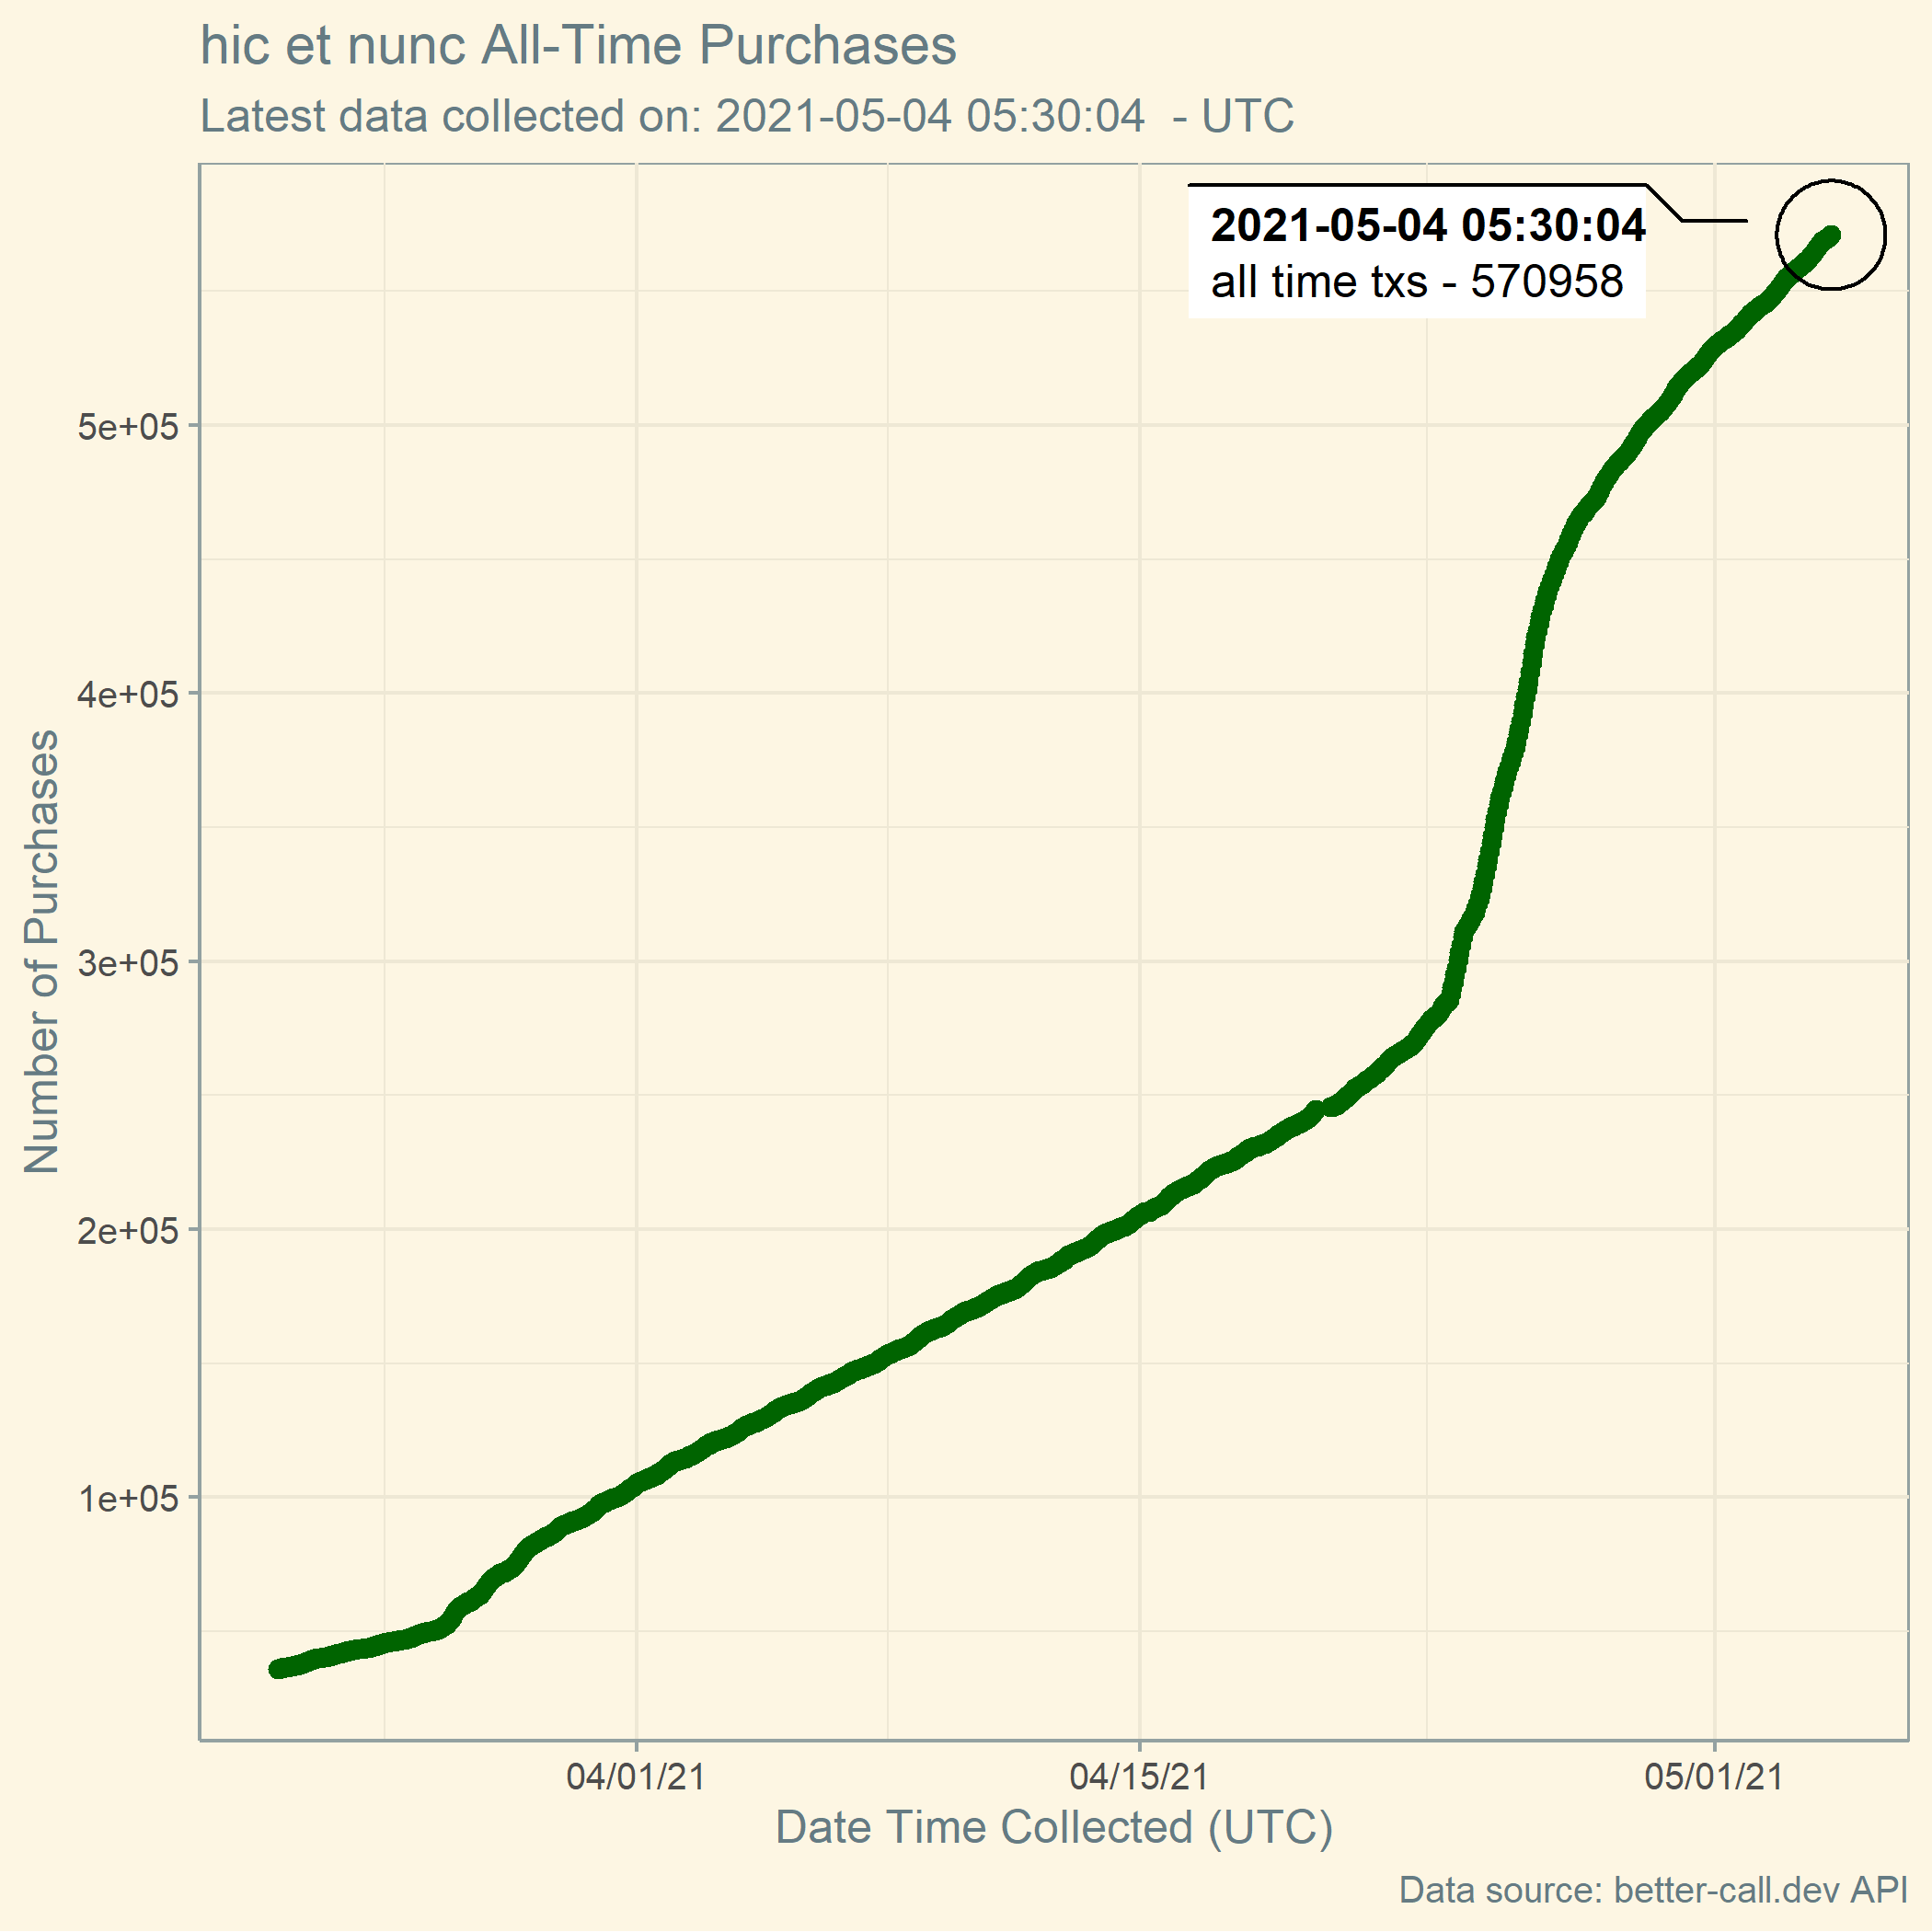 hic et nunc All-Time Purchases
Latest data collected on: 2021-05-04 05:30:04  - UTC
2021-05-04 05:30:04
all time txs - 570958
5e+05
4e+05
3e+05
2e+05
1e+05
Number of Purchases
04/01/21
04/15/21
05/01/21
Date Time Collected (UTC)
Data source: better-call.dev API